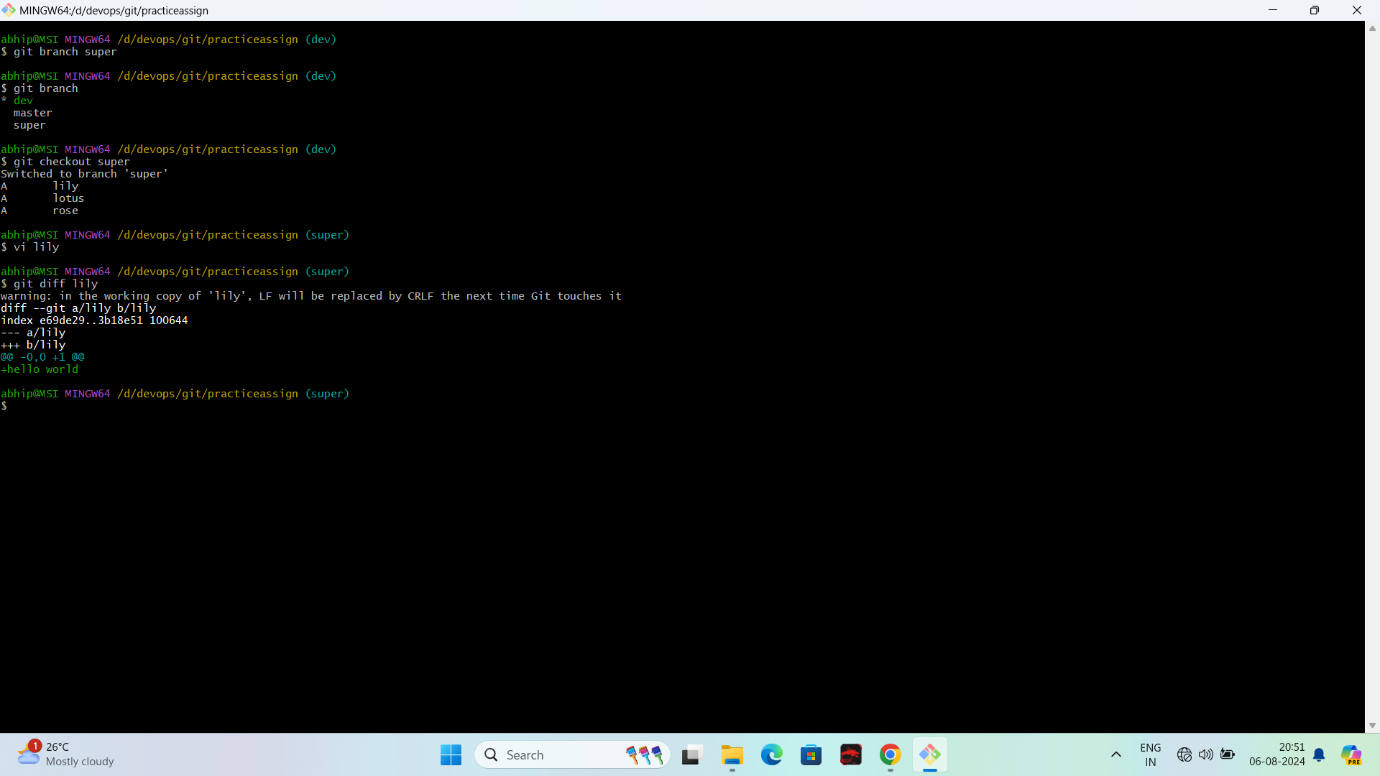 MINGW64:/d/devops/git/practiceassign
abhip@MSI MINGW64 /d/devops/git/practiceassign (dev)
$ git branch super
abhip@MSI MINGW64 /d/devops/git/practiceassign (dev)
$ git branch
* dev
  master
  super
abhip@MSI MINGW64 /d/devops/git/practiceassign (dev)
$ git checkout super
Switched to branch 'super'
A       lily
A       lotus
A       rose
abhip@MSI MINGW64 /d/devops/git/practiceassign (super)
$ vi lily
abhip@MSI MINGW64 /d/devops/git/practiceassign (super)
$ git diff lily
warning: in the working copy of 'lily', LF will be replaced by CRLF the next time Git touches it
diff --git a/lily b/lily
index e69de29..3b18e51 100644
--- a/lily
+++ b/lily
@@ -0,0 +1 @@
+hello world
abhip@MSI MINGW64 /d/devops/git/practiceassign (super)
$
1
26°C
Mostly cloudy
Search
ENG
IN
20:51
06-08-2024
PRE